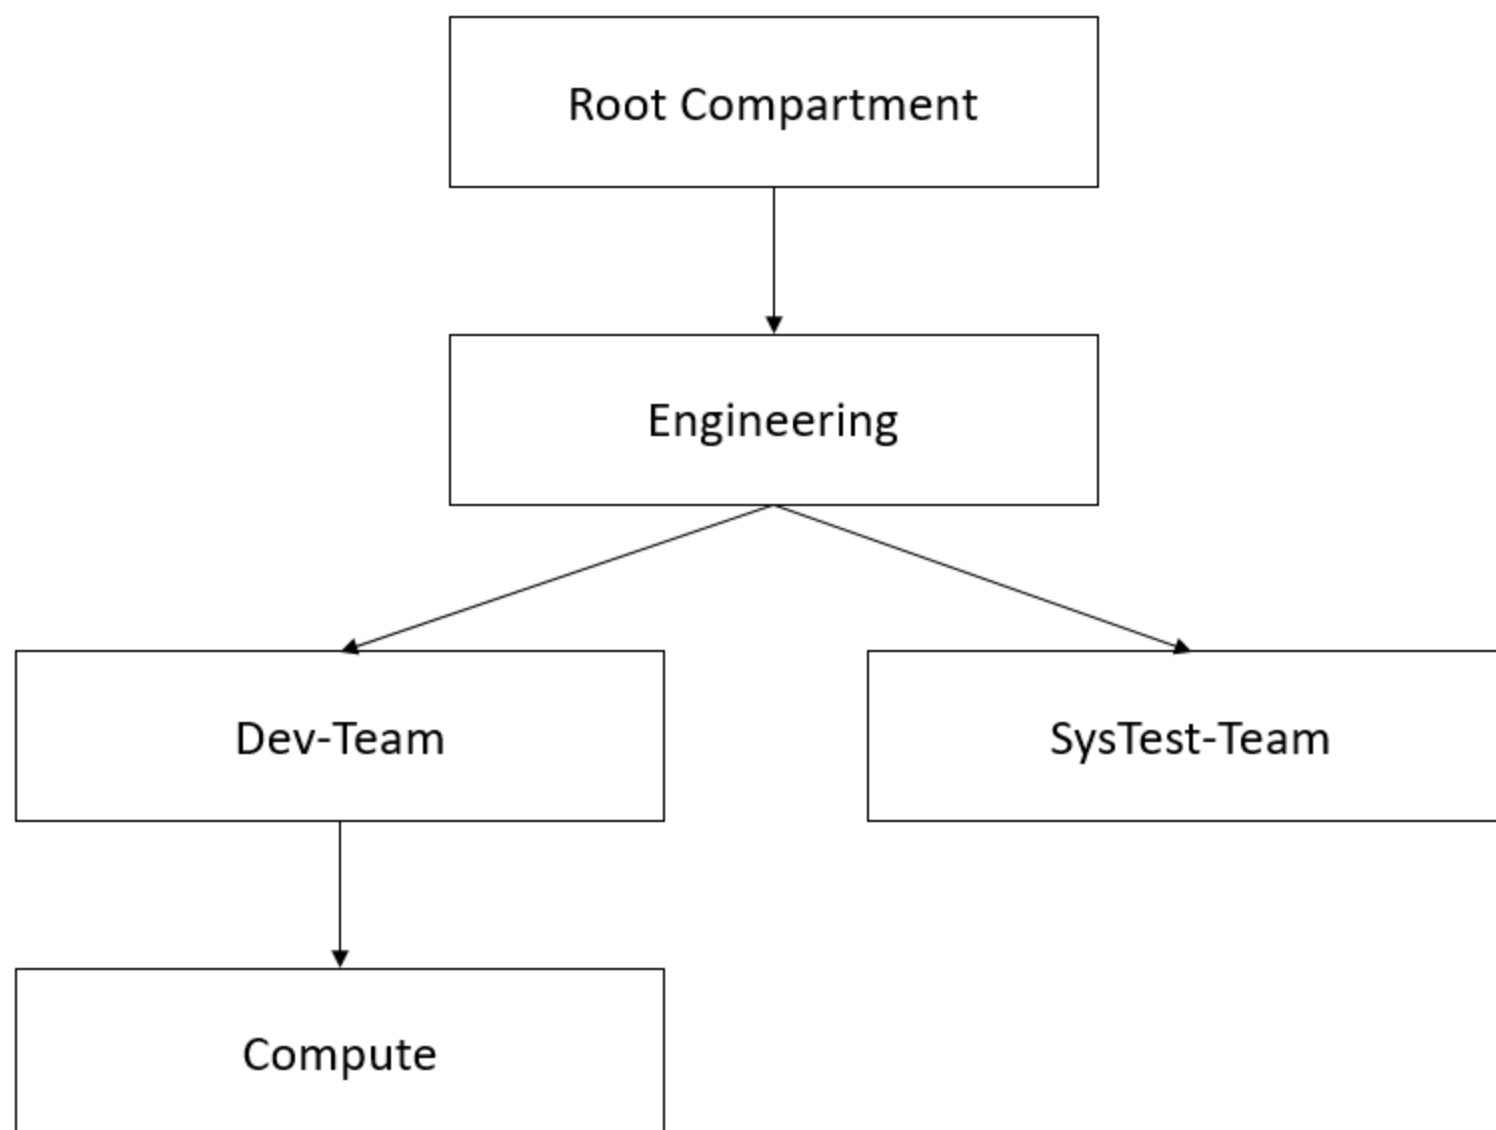 Root Compartment
Engineering
Dev-Team
SysTest-Team
Compute